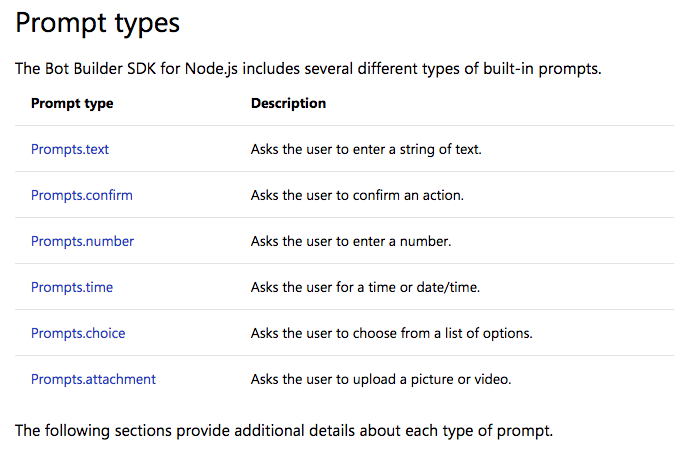 Prompt types
The Bot Builder SDK for Node.js includes several different types of built-in prompts.
Prompt type Description
Prompts.text Asks the user to enter a string of text.
Prompts.confirm Asks the user to confirm an action.
Prompts.number Asks the user to enter a number.
Prompts.time Asks the user for a time or date/time.
Prompts.choice Asks the user to choose from a list of options.
Prompts.attachment Asks the user to upload a picture or video.
The following sections provide additional details about each type of prompt.